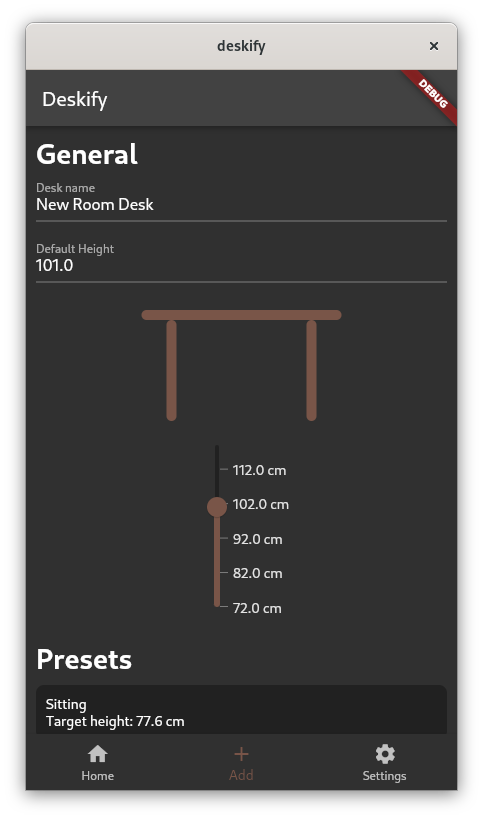 deskify
Deskify
DEBUG
General
Desk name
New Room Desk
Default Height
101.0
112.0 cm
102.0 cm
92.0 cm
82.0 cm
72.0 cm
Presets
Sitting
Target height: 77.6 cm
Home
Add
Settings